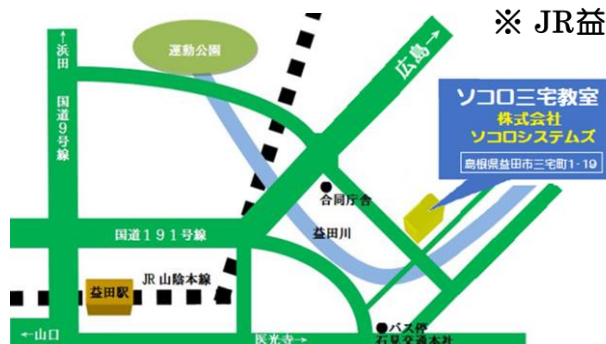 ※ JR益
↑浜田
国道9号線
運動公園
広島→
ソコロ三宅教室
株式会社
ソコロシステムズ
島根県益田市三宅町1-19
合同庁舎
益田川
国道191号線
JR山陰本線
益田駅
バス停
石見交通本社
←山口
医光寺→